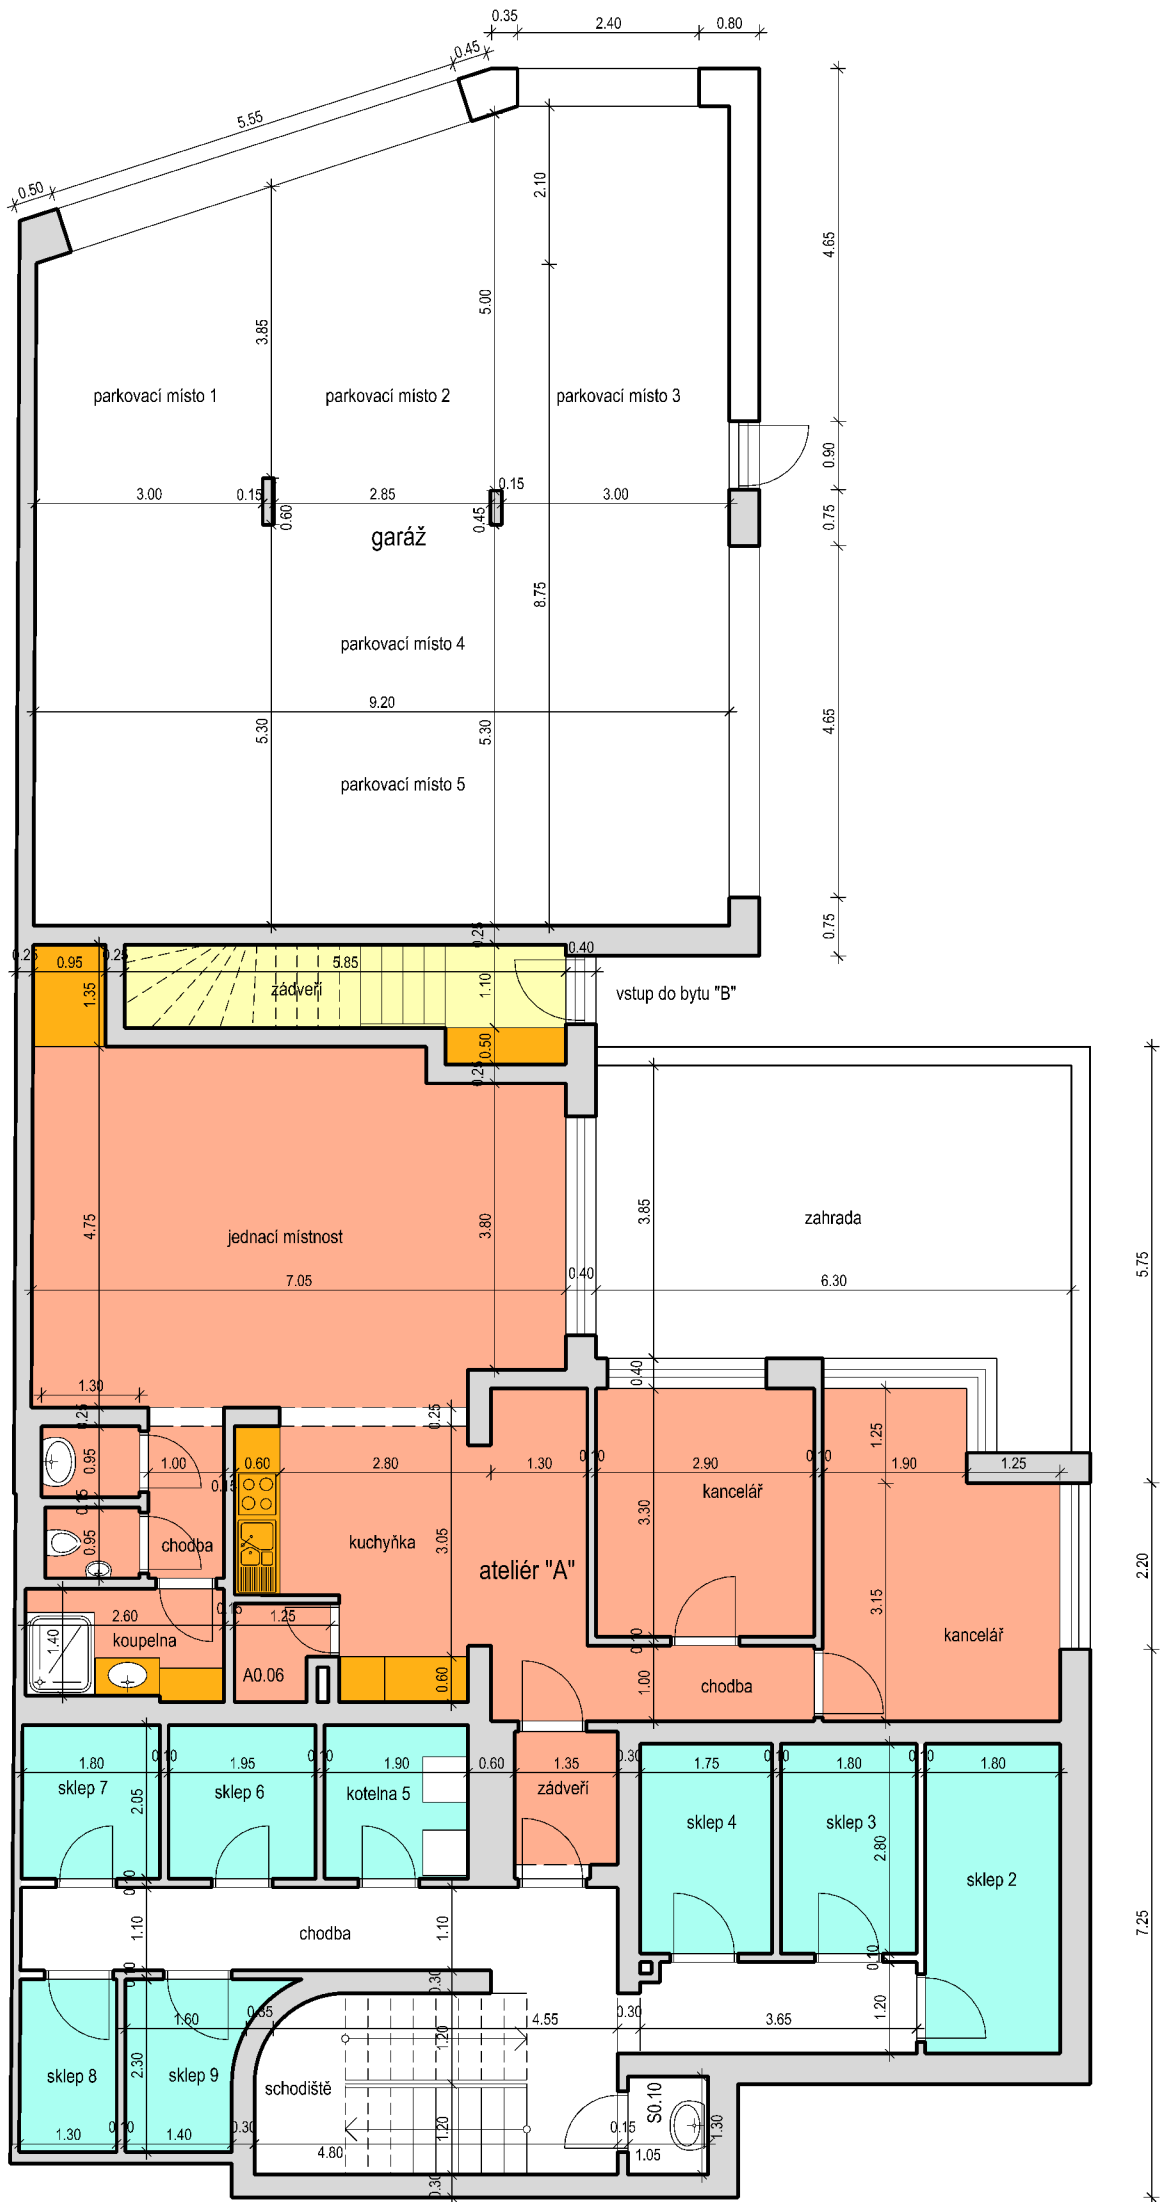 0.35 2.40 0.80
0.45
5.55
0.50
2.10
4.65
5.00
3.85
parkovací místo 1 parkovací místo 2 parkovací místo 3
0.90
3.00 0.15 2.85 0.15 3.00
0.60 0.45 0.75
garáž
8.75
parkovací místo 4
9.20
5.30 5.30 4.65
parkovací místo 5
0.75
0.25
0.25 0.95 0.25 5.85 0.40
1.35 zádveří 1.10 vstup do bytu "B"
0.50
0.25
3.85
4.75 jednací místnost 3.80 zahrada
7.05 0.40 6.30 5.75
0.40
1.30
0.25 0.25 1.25
0.95 1.00 0.15 0.60 2.80 1.30 0.10 2.90 0.10 1.90 1.25
kancelář
0.15 3.30
0.95 chodba kuchyňka 3.05
ateliér "A" 2.20
3.15
2.60 0.15 1.25
1.40 koupelna 0.10 kancelář
A0.06 0.60 1.00 chodba
1.80 0.10 1.95 0.10 1.90 0.60 1.35 0.30 1.75 0.10 1.80 0.10 1.80
sklep 7 sklep 6 kotelna 5 zádveří
2.05 sklep 4 sklep 3
2.80
0.10 sklep 2
1.10 chodba 1.10 7.25
0.10 0.30 0.10
1.60 0.35 4.55 0.30 3.65 1.20
1.20
2.30
sklep 8 sklep 9 schodiště S0.10
1.30 0.10 1.40 0.30 4.80 1.20 0.15 1.05 1.30
0.30